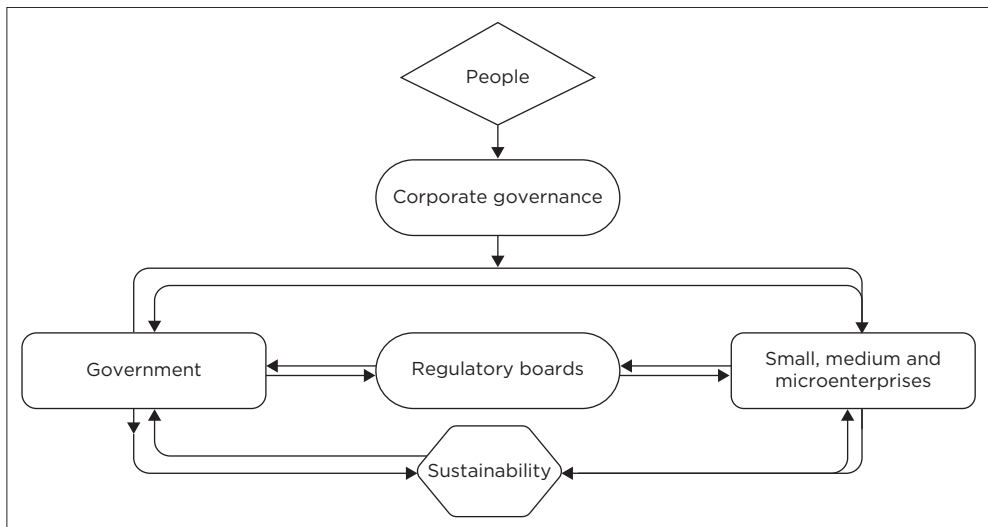 People
Corporate governance
Government
Regulatory boards
Small, medium and
microenterprises
Sustainability